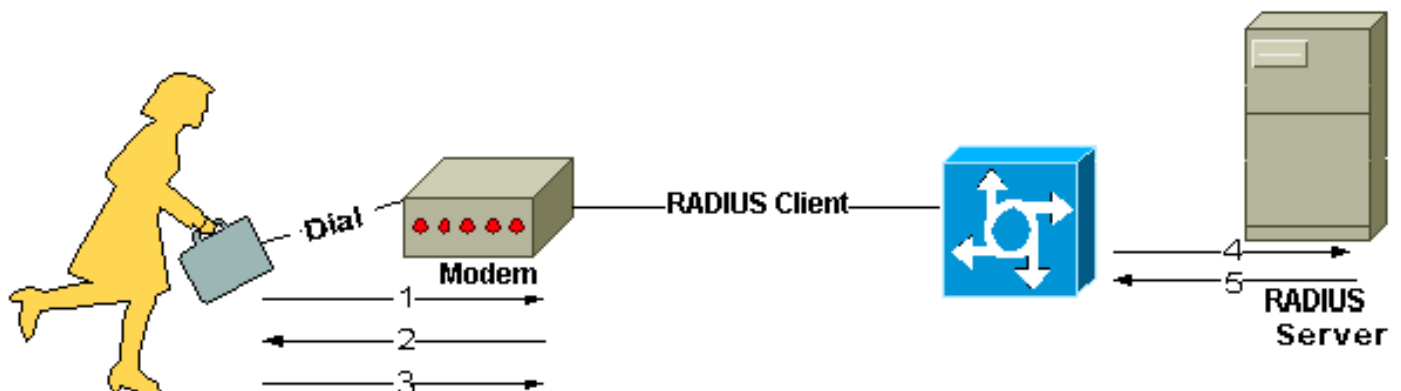 Dial
Modem
RADIUS Client
1
2
3
4
5
RADIUS
Server